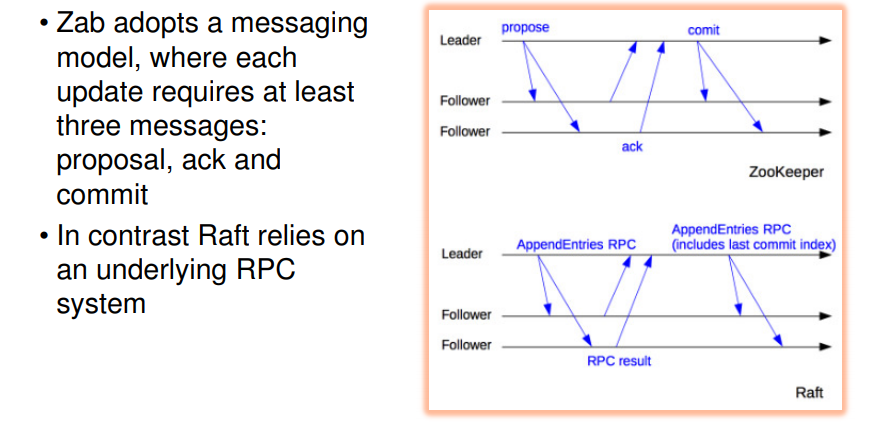 • Zab adopts a messaging
model, where each
update requires at least
three messages:
proposal, ack and
commit
• In contrast Raft relies on
an underlying RPC
system
propose
comit
Leader
Follower
Follower
ack
ZooKeeper
AppendEntries RPC
AppendEntries RPC
(includes last commit index)
Leader
Follower
Follower
RPC result
Raft